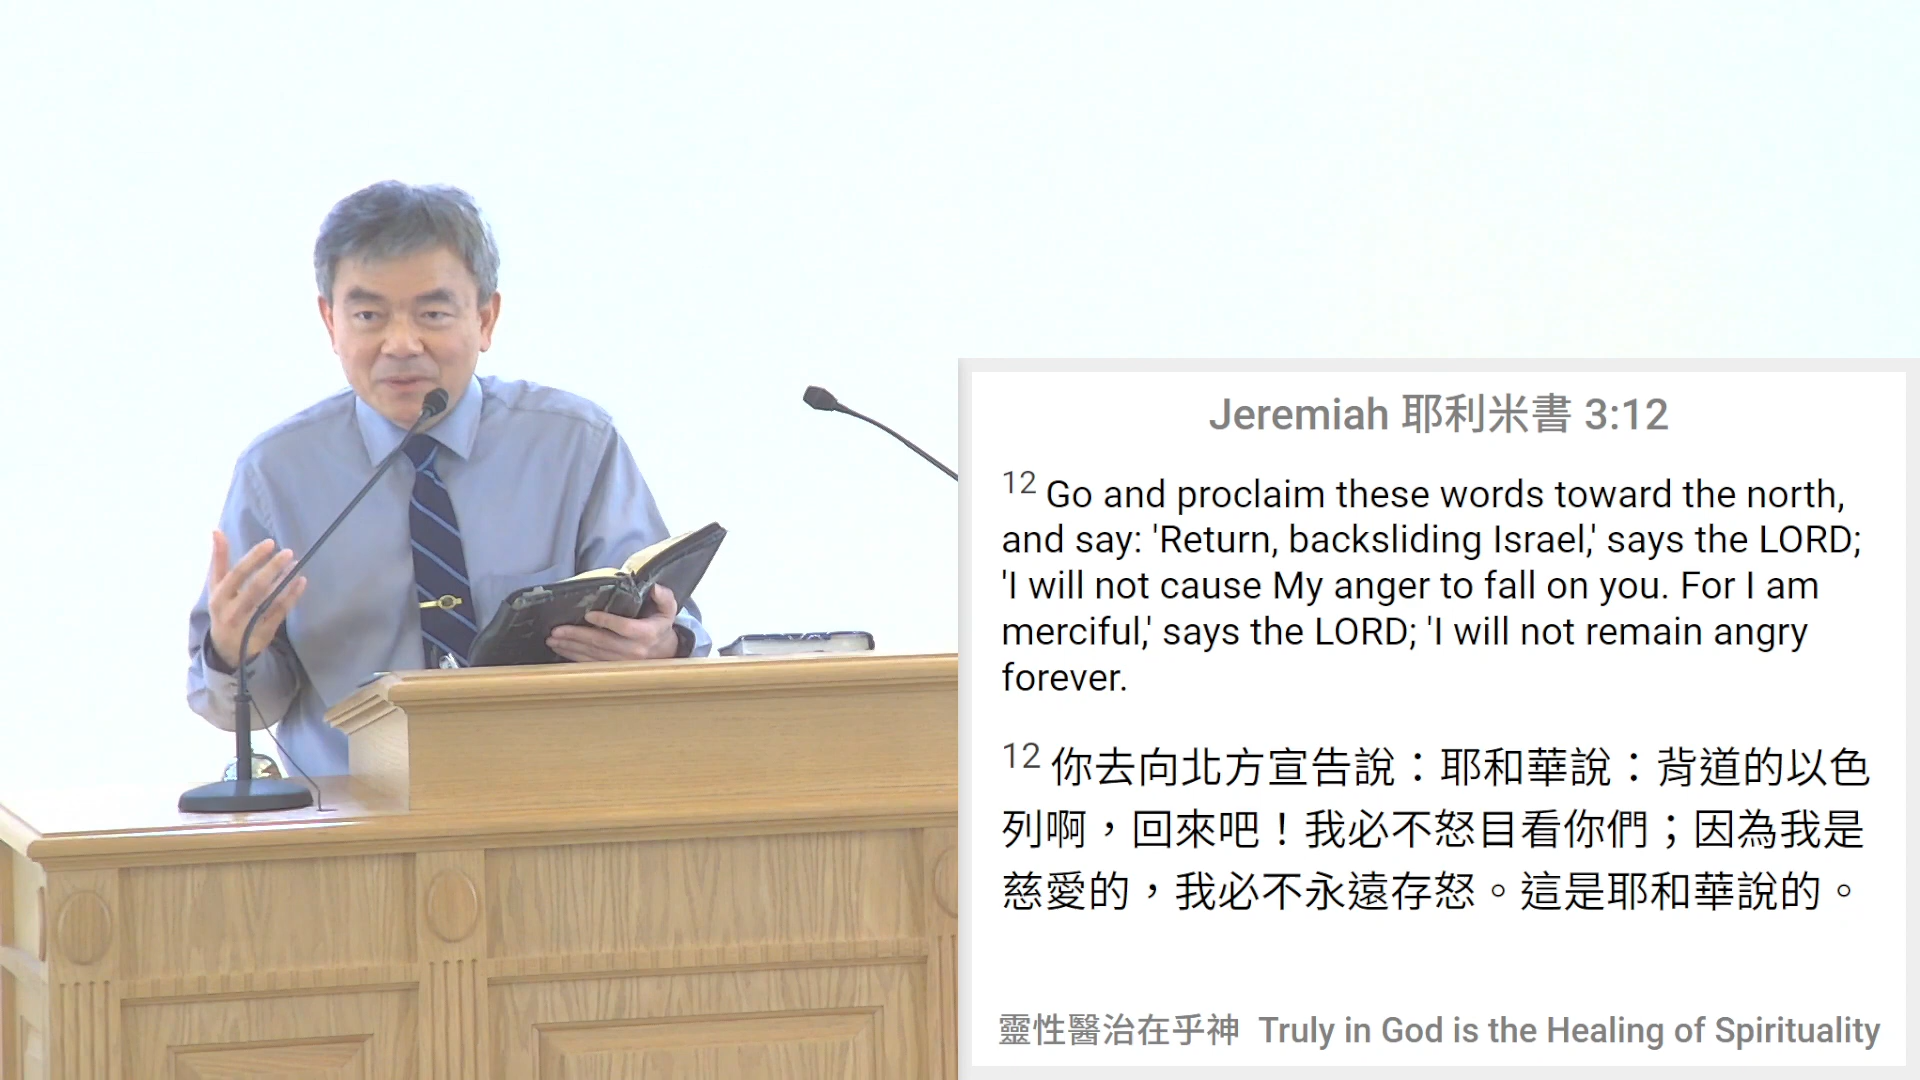 Jeremiah 耶利米書 3:12
12 Go and proclaim these words toward the north,
and say: 'Return, backsliding Israel,' says the LORD;
'I will not cause My anger to fall on you. For I am
merciful,' says the LORD; 'I will not remain angry
forever.
12 你去向北方宣告說：耶和華說：背道的以色
列啊，回來吧！我必不怒目看你們；因為我是
慈愛的，我必不永遠存怒。這是耶和華說的。
靈性醫治在乎神 Truly in God is the Healing of Spirituality